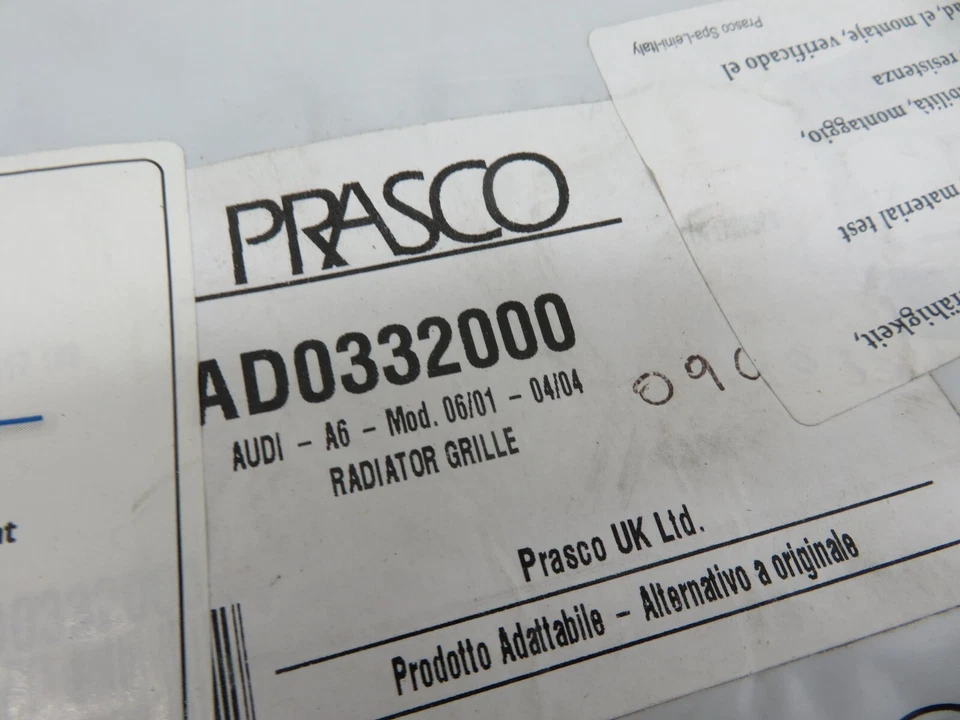 PRASCO
AD0332000
AUDI - A6 - Mod. 06/01 - 04/04
RADIATOR GRILLE
090
Prasco UK Ltd.
Prodotto Adattabile - Alternativo a originale
Prasco Spa-Leinì-Italy
el montaje, verificado el
resistenza
montaggio,
material test